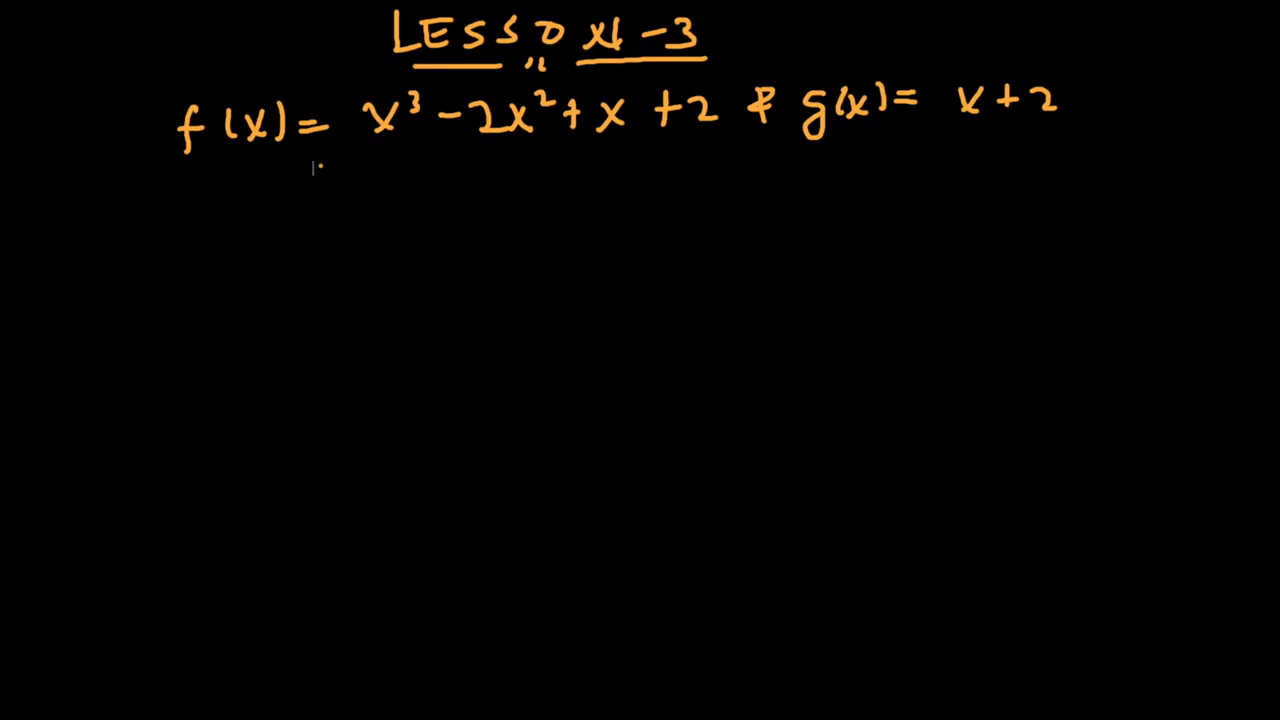 LESSON-3
f(x) = x³ - 2x² + x + 2 & g(x) = x + 2